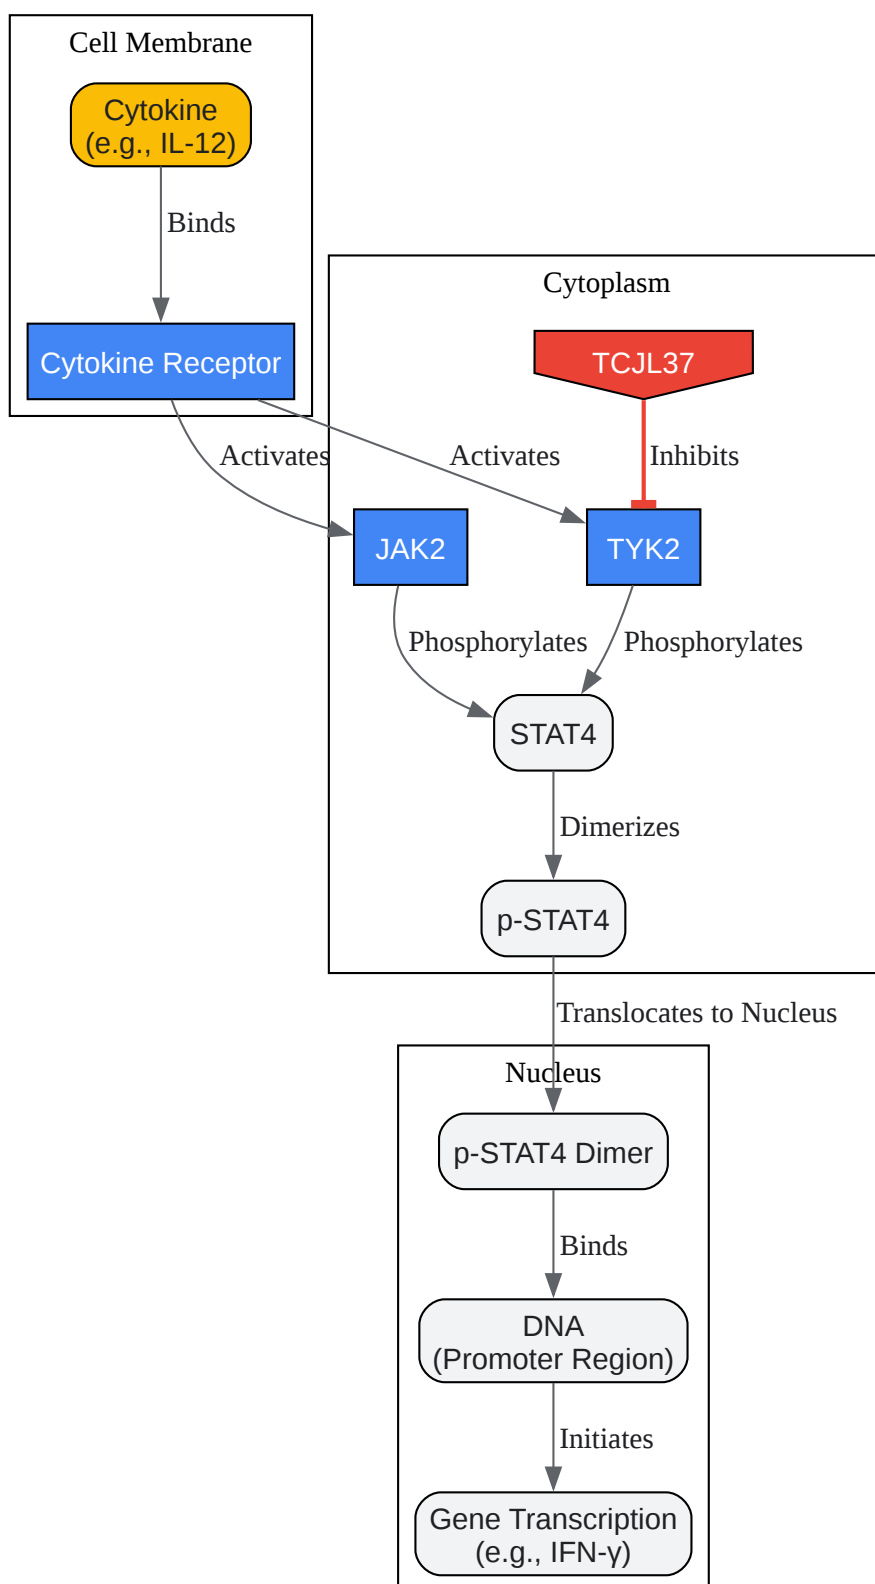 Cell Membrane
Cytokine
(e.g., IL-12)
Binds
Cytokine Receptor
Cytoplasm
TCJL37
Activates
Activates
Inhibits
JAK2
TYK2
Phosphorylates
Phosphorylates
STAT4
Dimerizes
p-STAT4
Translocates to Nucleus
Nucleus
p-STAT4 Dimer
Binds
DNA
(Promoter Region)
Initiates
Gene Transcription
(e.g., IFN-γ)